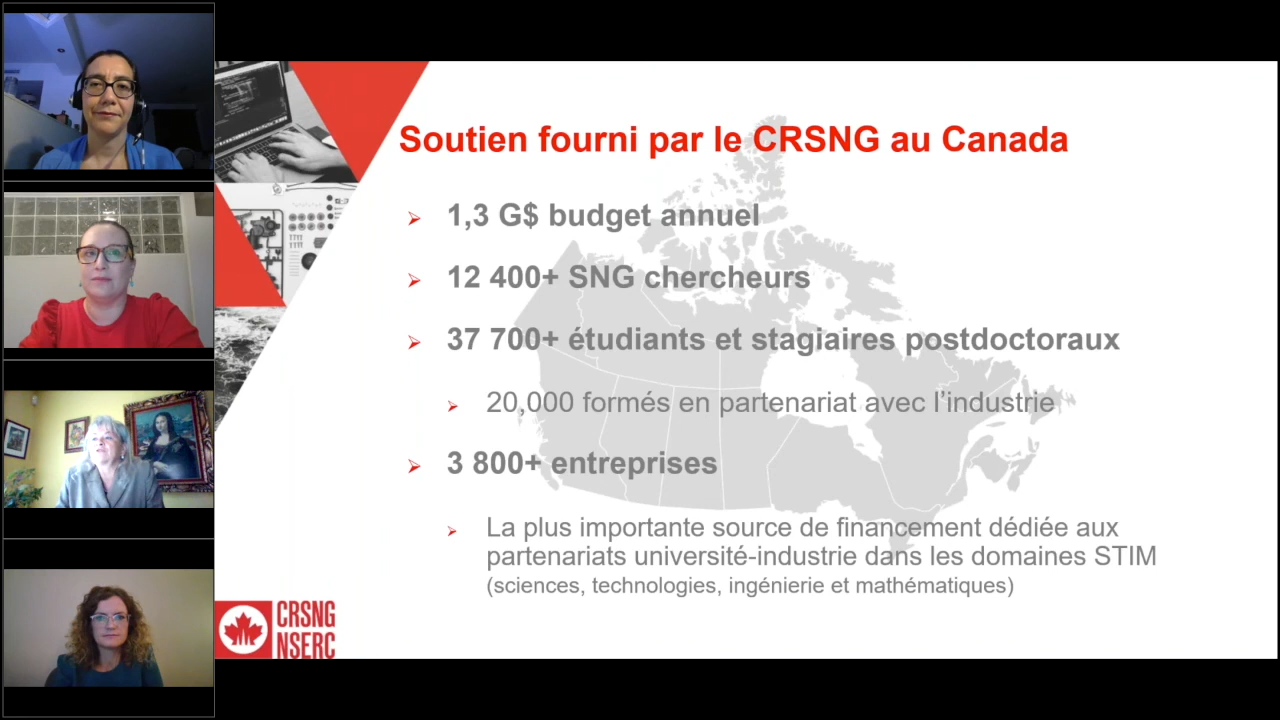 Soutien fourni par le CRSNG au Canada
1,3 G$ budget annuel
12 400+ SNG chercheurs
37 700+ étudiants et stagiaires postdoctoraux
20,000 formés en partenariat avec l'industrie
3 800+ entreprises
La plus importante source de financement dédiée aux
partenariats université-industrie dans les domaines STIM
(sciences, technologies, ingénierie et mathématiques)
CRSNG
NSERC